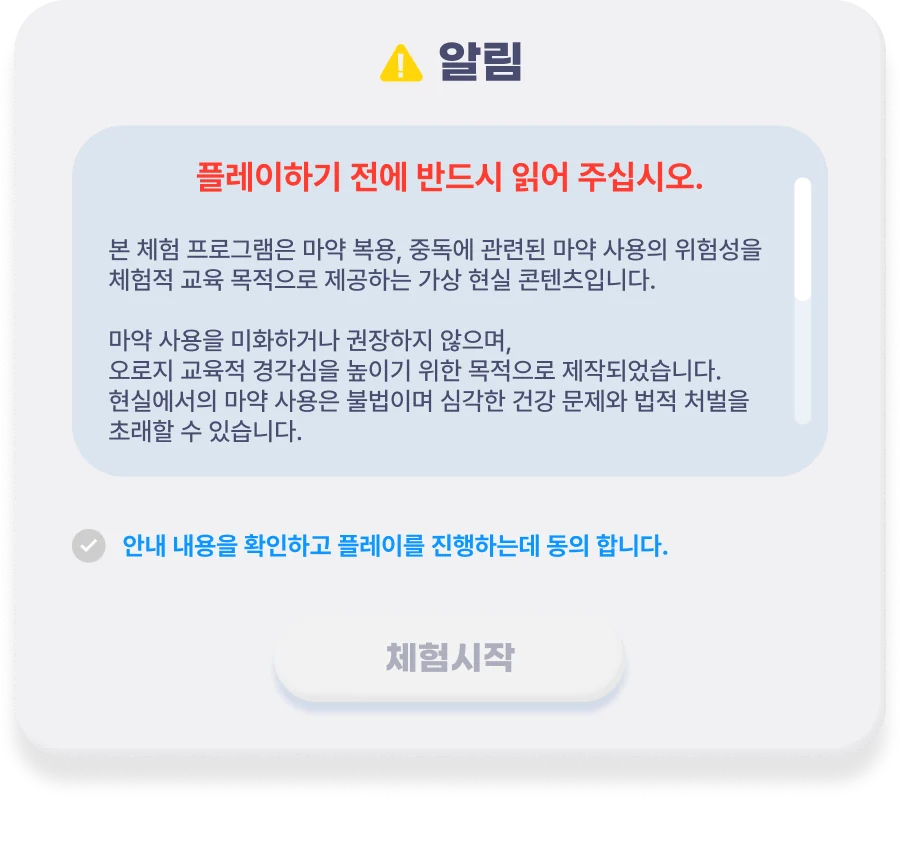 알림
플레이하기 전에 반드시 읽어 주십시오.
본 체험 프로그램은 마약 복용, 중독에 관련된 마약 사용의 위험성을
체험적 교육 목적으로 제공하는 가상 현실 콘텐츠입니다.
마약 사용을 미화하거나 권장하지 않으며,
오로지 교육적 경각심을 높이기 위한 목적으로 제작되었습니다.
현실에서의 마약 사용은 불법이며 심각한 건강 문제와 법적 처벌을
초래할 수 있습니다.
안내 내용을 확인하고 플레이를 진행하는데 동의 합니다.
체험시작